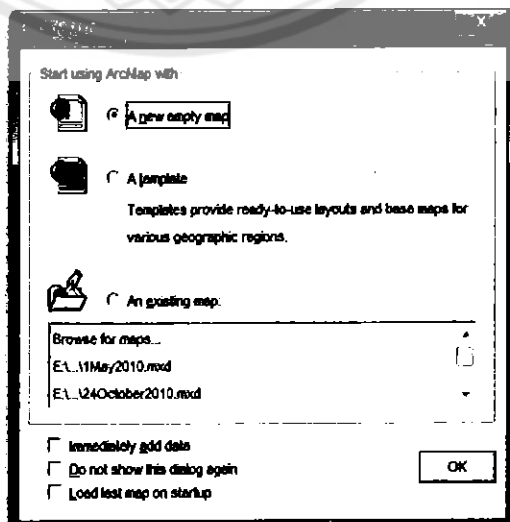 X
Start using ArcMap with
A new empty map
A template
Templates provide ready-to-use layouts and base maps for
various geographic regions.
An existing map:
Browse for maps...
E:\...\1May2010.mxd
E:\...\24October2010.mxd
Immediately add data
Do not show this dialog again
OK
Load last map on startup